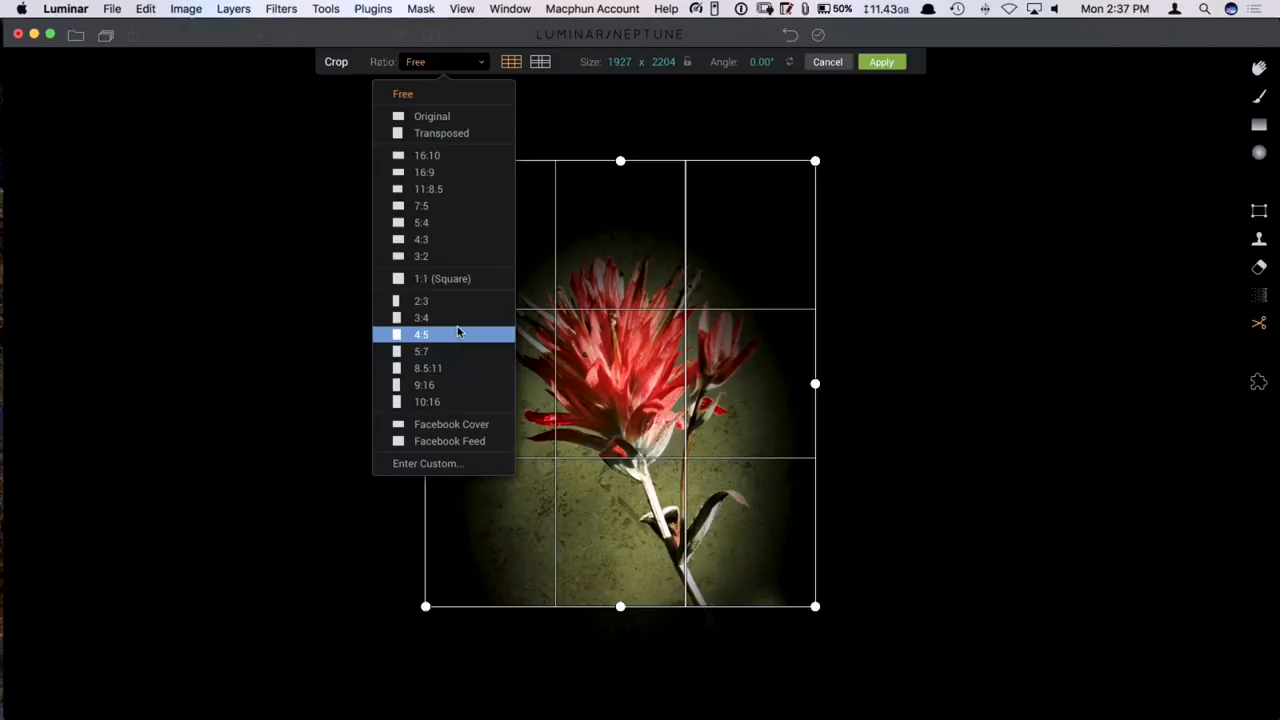 Luminar File Edit Image Layers Filters Tools Plugins Mask View Window Macphun Account Help 50% 11.43GB Mon 2:37 PM
LUMINAR/NEPTUNE
Crop Ratio: Free Size: 1927 x 2204 Angle: 0.00° Cancel Apply
Free
Original
Transposed
16:10
16:9
11:8.5
7:5
5:4
4:3
3:2
1:1 (Square)
2:3
3:4
4:5
5:7
8.5:11
9:16
10:16
Facebook Cover
Facebook Feed
Enter Custom...